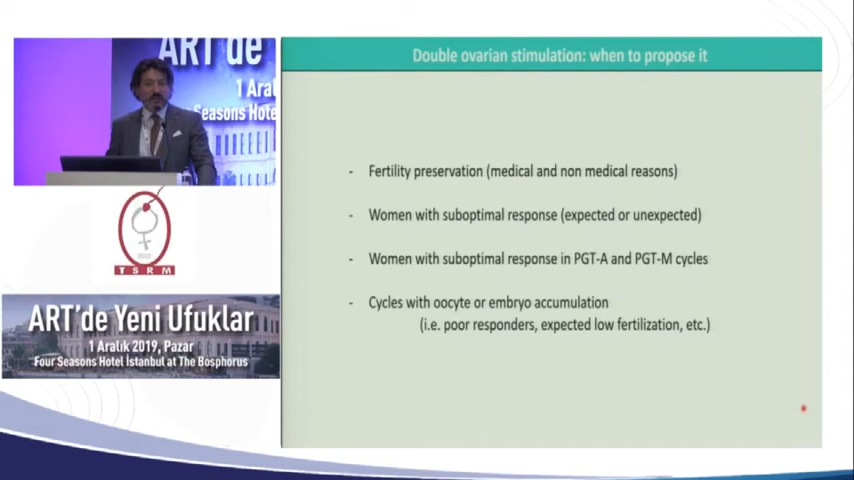 ART'de
1 Aral
Seasons Hote
Double ovarian stimulation: when to propose it
- Fertility preservation (medical and non medical reasons)
- Women with suboptimal response (expected or unexpected)
- Women with suboptimal response in PGT-A and PGT-M cycles
- Cycles with oocyte or embryo accumulation
(i.e. poor responders, expected low fertilization, etc.)
TSRM
ART'de Yeni Ufuklar
1 Aralık 2019, Pazar
Four Seasons Hotel İstanbul at The Bosphorus